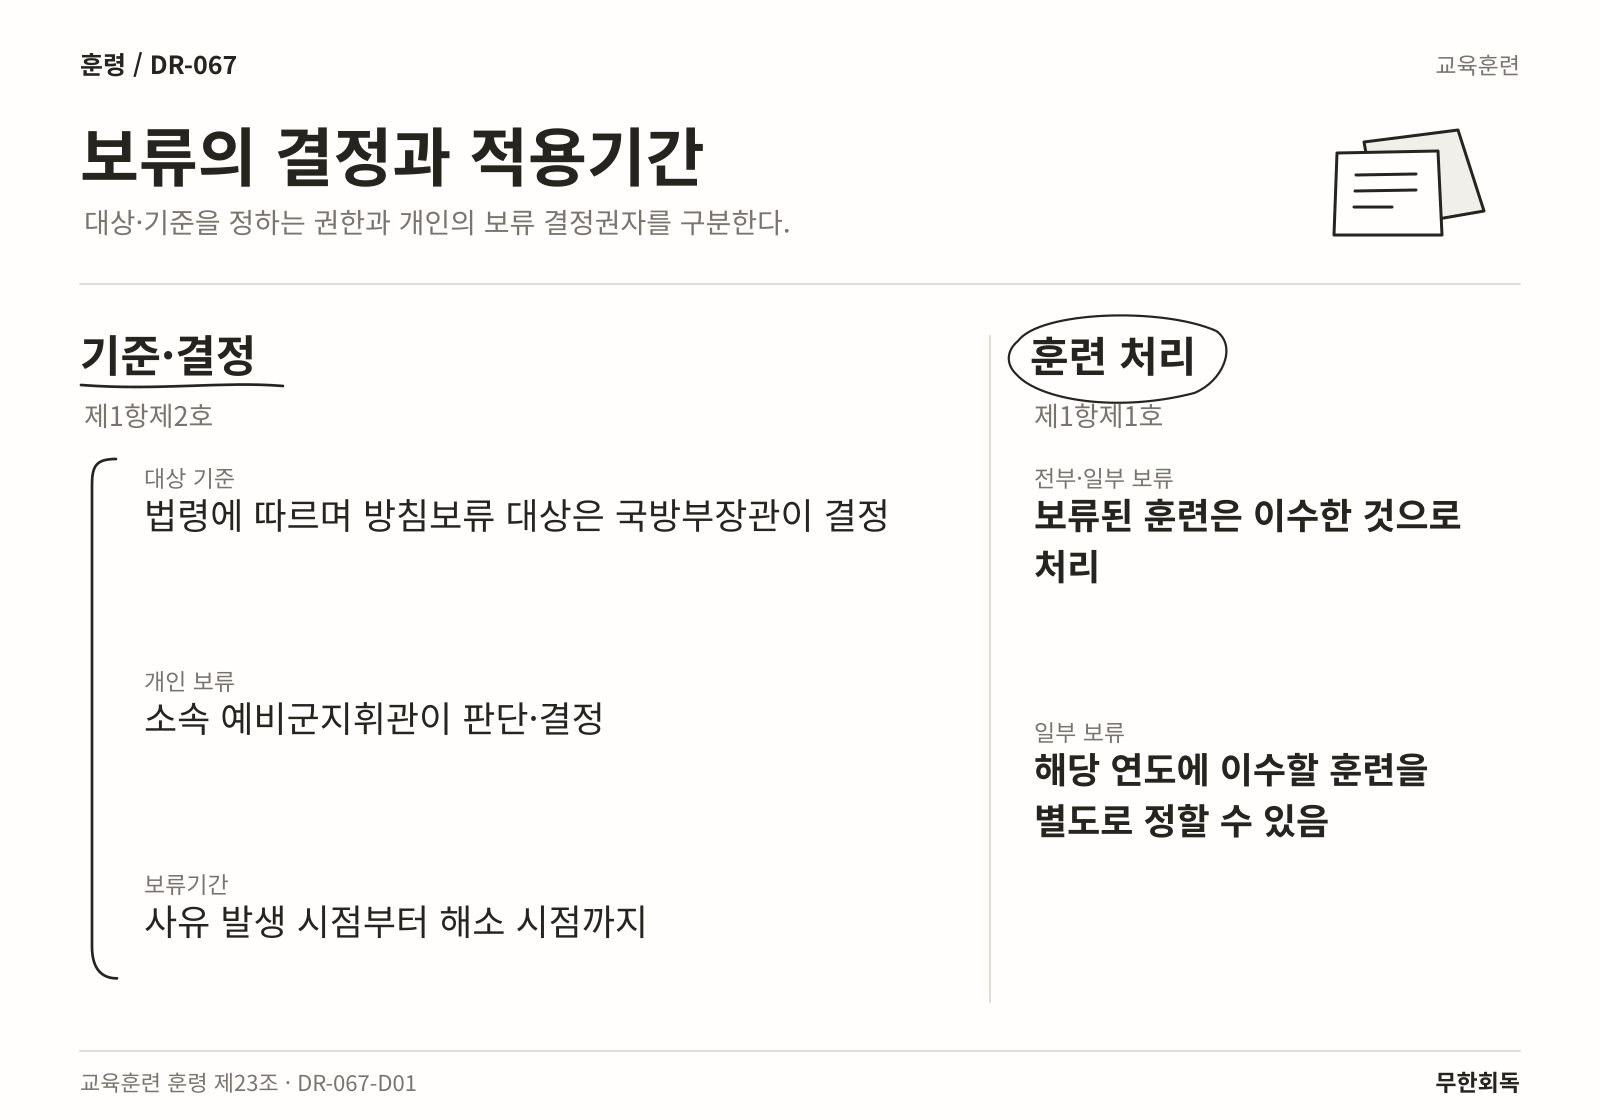 훈령 / DR-067
교육훈련
보류의 결정과 적용기간
대상·기준을 정하는 권한과 개인의 보류 결정권자를 구분한다.
기준·결정
제1항제2호
대상 기준
법령에 따르며 방침보류 대상은 국방부장관이 결정
개인 보류
소속 예비군지휘관이 판단·결정
보류기간
사유 발생 시점부터 해소 시점까지
훈련 처리
제1항제1호
전부·일부 보류
보류된 훈련은 이수한 것으로
처리
일부 보류
해당 연도에 이수할 훈련을
별도로 정할 수 있음
교육훈련 훈령 제23조 · DR-067-D01
무한회독